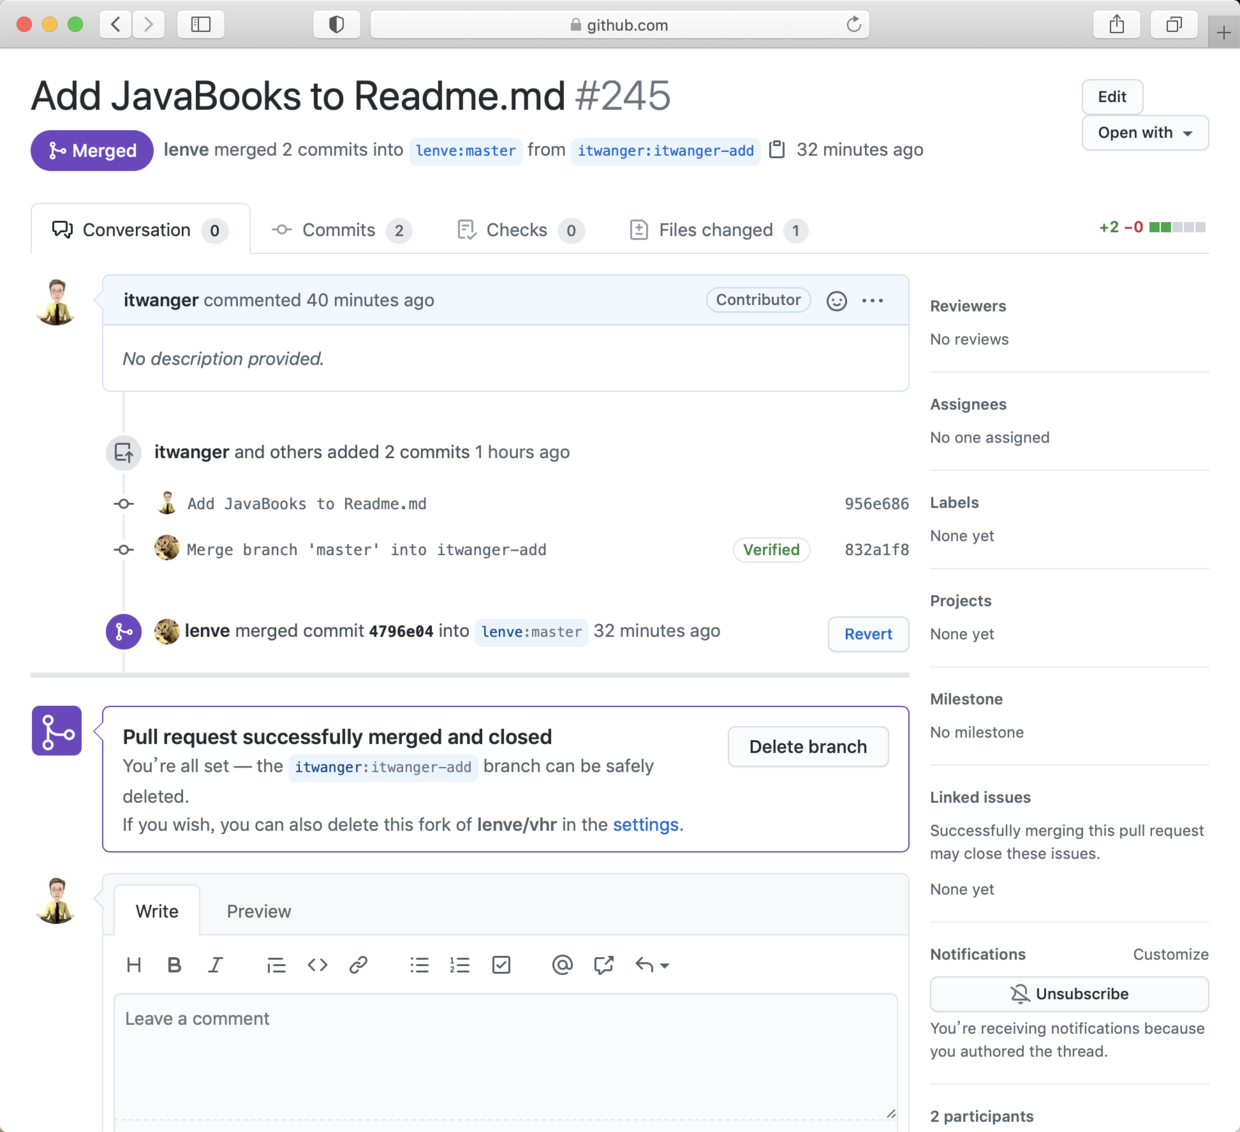 github.com
Add JavaBooks to Readme.md #245
Edit
Open with
Merged lenve merged 2 commits into lenve:master from itwanger:itwanger-add 32 minutes ago
Conversation 0 Commits 2 Checks 0 Files changed 1
+2 −0
itwanger commented 40 minutes ago Contributor
No description provided.
itwanger and others added 2 commits 1 hours ago
Add JavaBooks to Readme.md 956e686
Merge branch 'master' into itwanger-add Verified 832a1f8
lenve merged commit 4796e04 into lenve:master 32 minutes ago Revert
Pull request successfully merged and closed
You're all set — the itwanger:itwanger-add branch can be safely
deleted.
If you wish, you can also delete this fork of lenve/vhr in the settings.
Delete branch
Write Preview
H B I
Leave a comment
Reviewers
No reviews
Assignees
No one assigned
Labels
None yet
Projects
None yet
Milestone
No milestone
Linked issues
Successfully merging this pull request
may close these issues.
None yet
Notifications Customize
Unsubscribe
You're receiving notifications because
you authored the thread.
2 participants